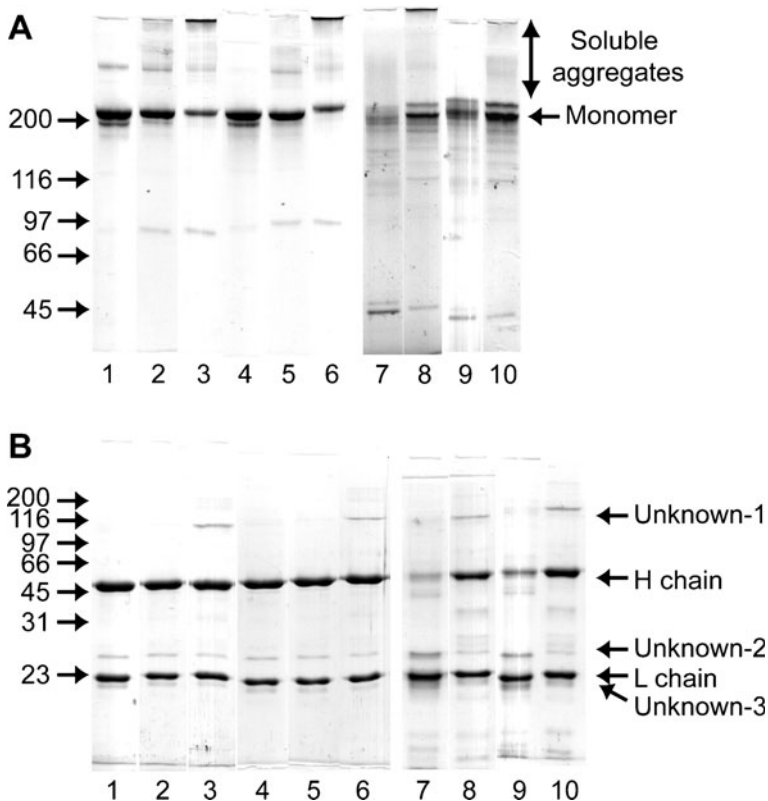 A
Soluble
aggregates
200
Monomer
116
97
66
45
1 2 3 4 5 6 7 8 9 10
B
200
116
Unknown-1
97
66
H chain
45
31
Unknown-2
23
L chain
Unknown-3
1 2 3 4 5 6 7 8 9 10